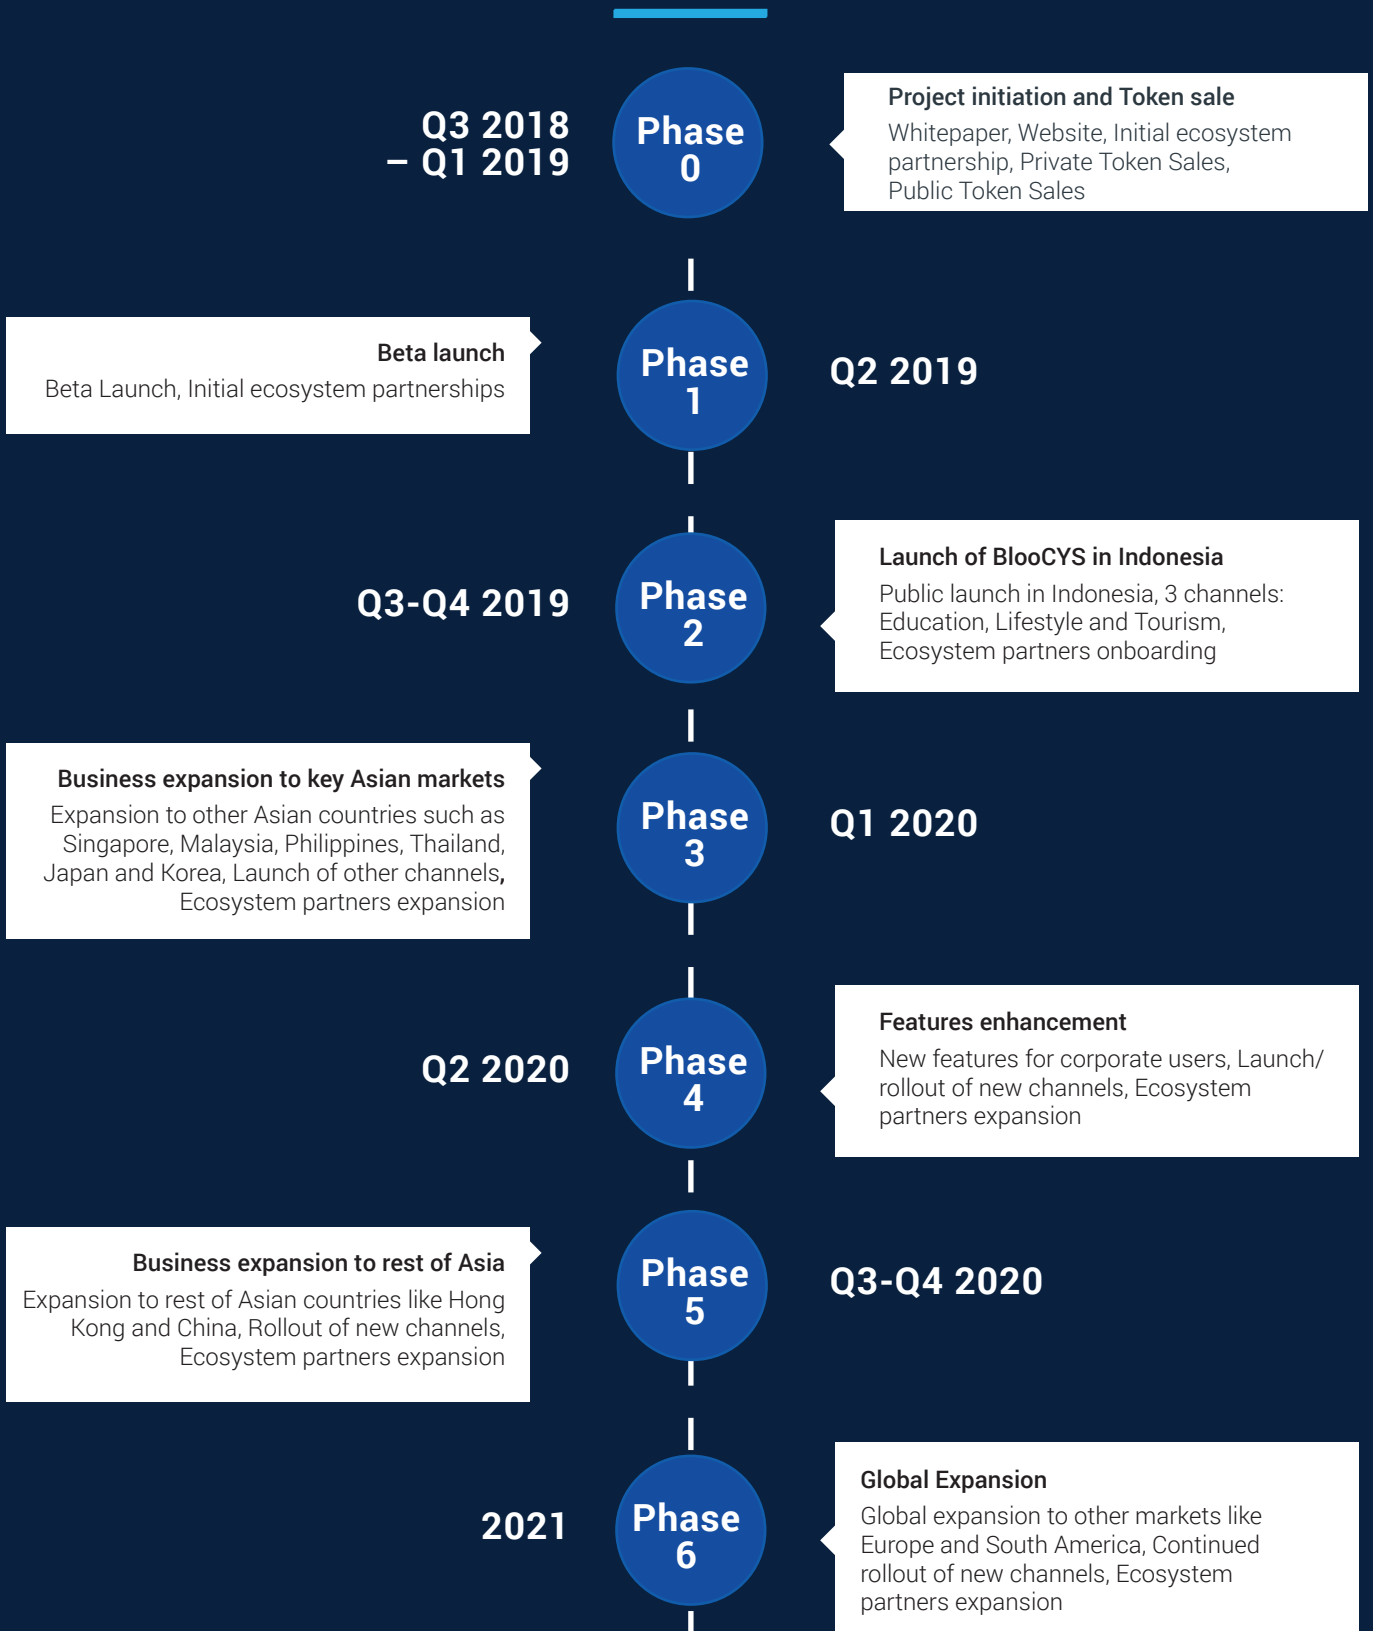 Q3 2018
– Q1 2019
Phase
0
Project initiation and Token sale
Whitepaper, Website, Initial ecosystem
partnership, Private Token Sales,
Public Token Sales
Beta launch
Beta Launch, Initial ecosystem partnerships
Phase
1
Q2 2019
Q3-Q4 2019
Phase
2
Launch of BlooCYS in Indonesia
Public launch in Indonesia, 3 channels:
Education, Lifestyle and Tourism,
Ecosystem partners onboarding
Business expansion to key Asian markets
Expansion to other Asian countries such as
Singapore, Malaysia, Philippines, Thailand,
Japan and Korea, Launch of other channels,
Ecosystem partners expansion
Phase
3
Q1 2020
Q2 2020
Phase
4
Features enhancement
New features for corporate users, Launch/
rollout of new channels, Ecosystem
partners expansion
Business expansion to rest of Asia
Expansion to rest of Asian countries like Hong
Kong and China, Rollout of new channels,
Ecosystem partners expansion
Phase
5
Q3-Q4 2020
2021
Phase
6
Global Expansion
Global expansion to other markets like
Europe and South America, Continued
rollout of new channels, Ecosystem
partners expansion